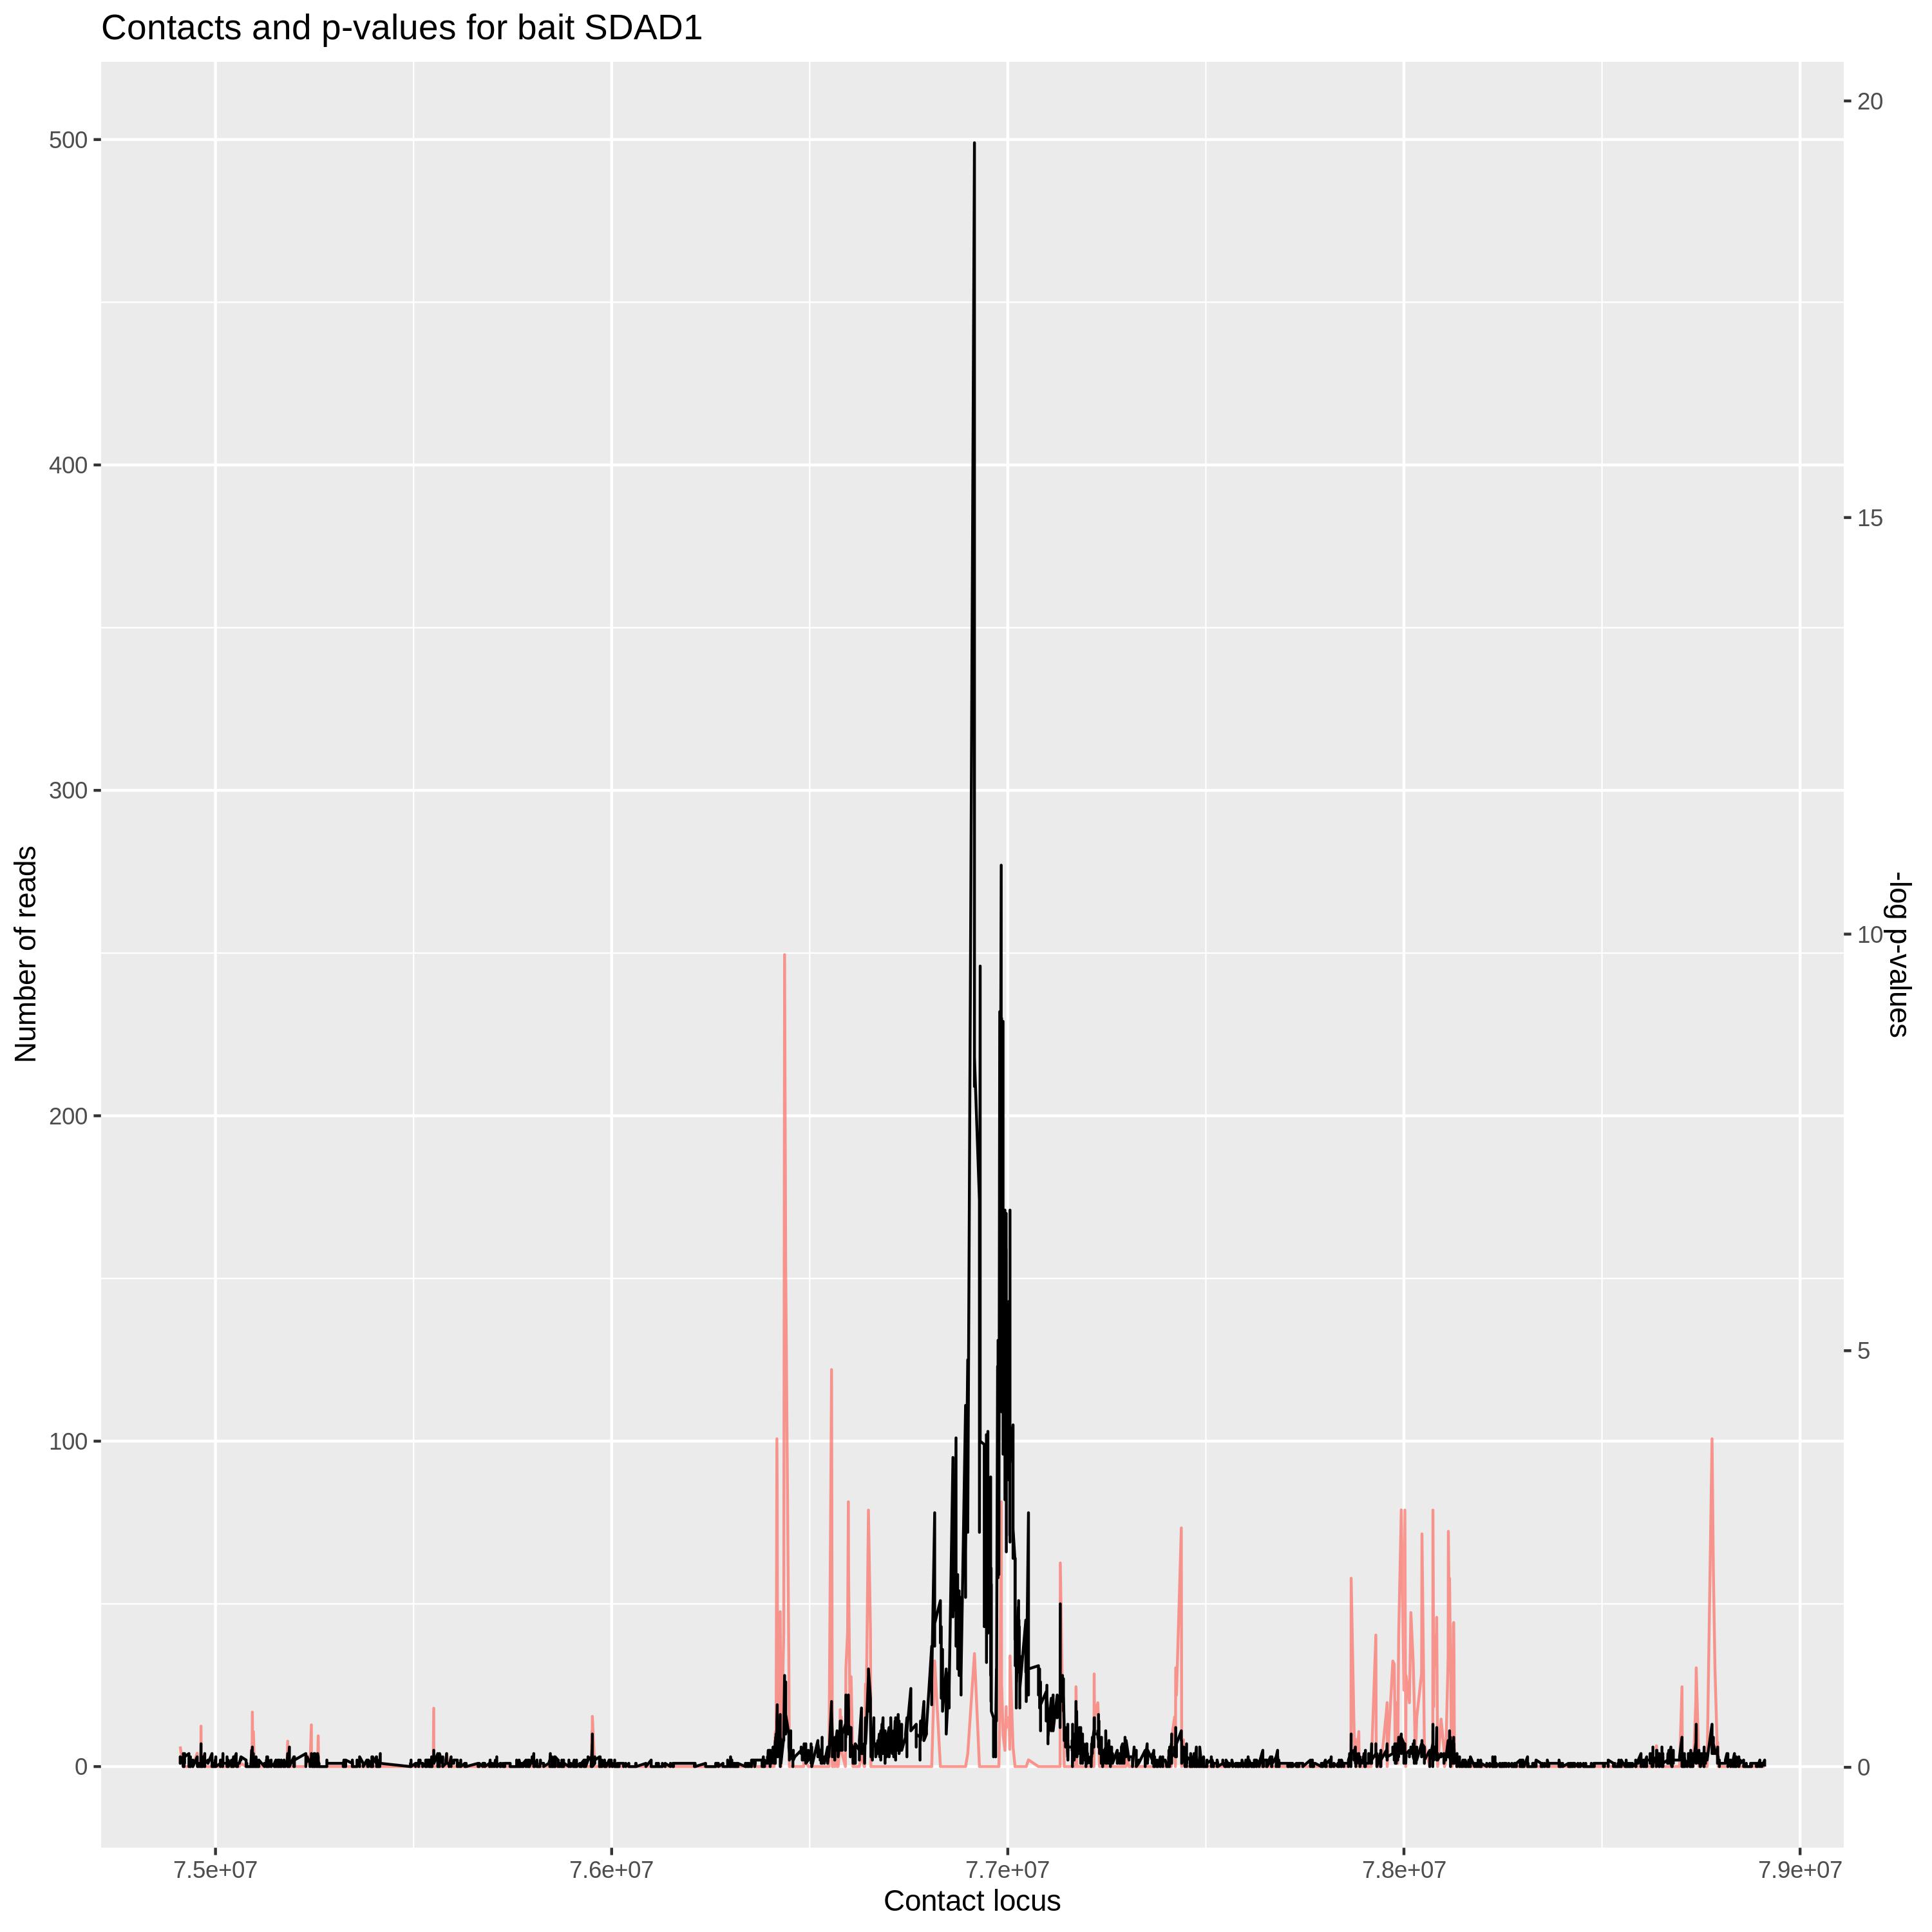 Contacts and p-values for bait SDAD1
500
400
300
200
100
0
Number of reads
20
15
10
5
0
-log p-values
7.5e+07
7.6e+07
7.7e+07
7.8e+07
7.9e+07
Contact locus